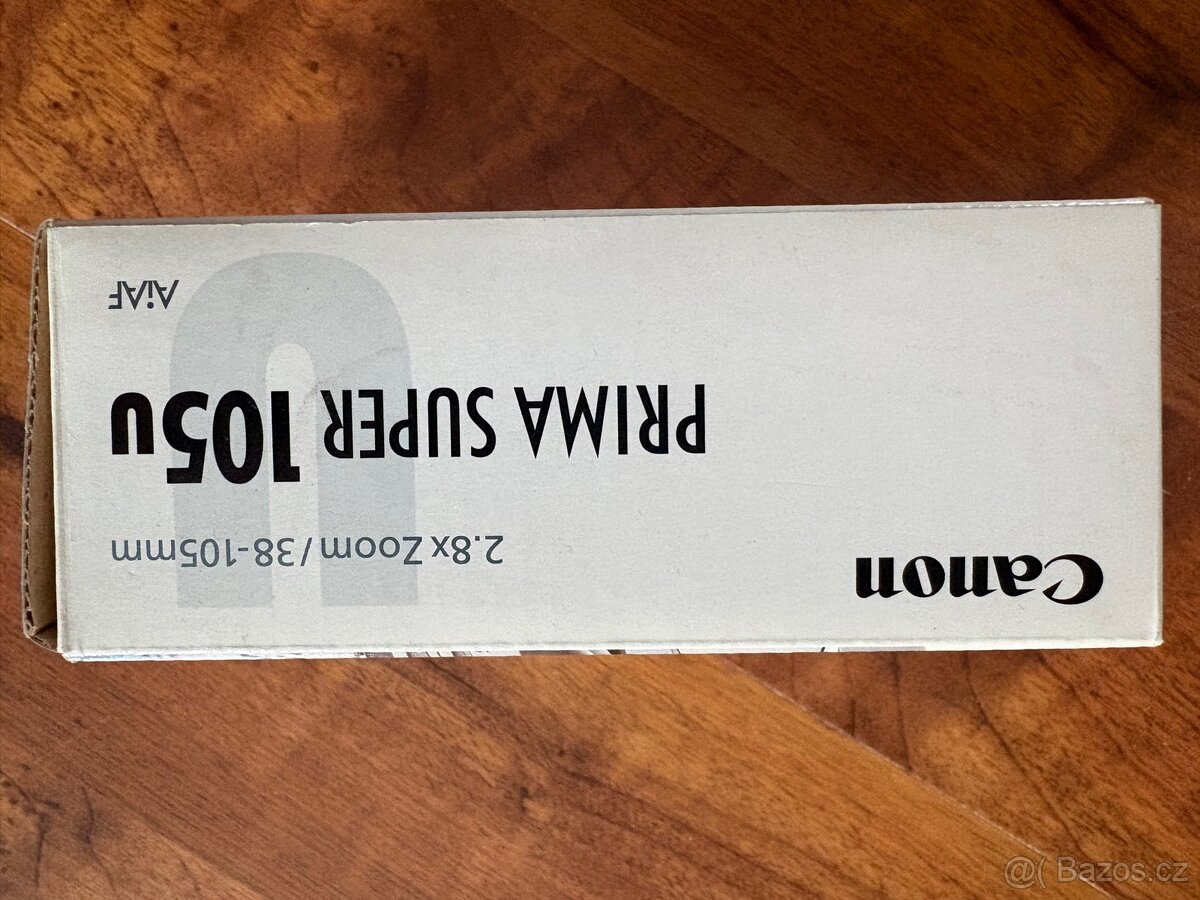 Canon
2.8x Zoom/38-105mm
PRIMA SUPER 105u
AiAF
U
@( Bazos.cz